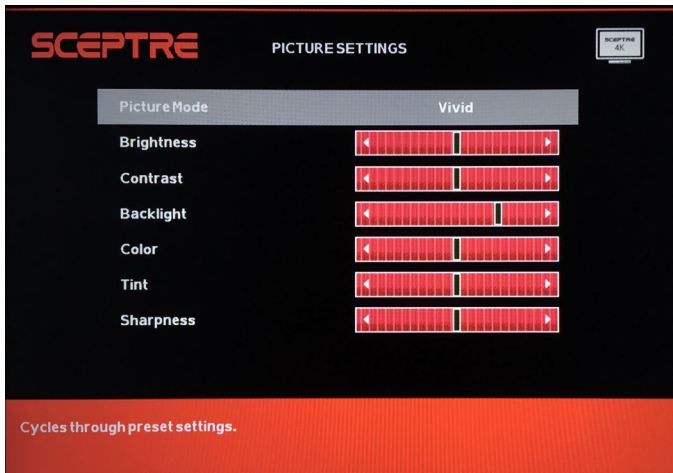 SCEPTRE
PICTURE SETTINGS
SCEPTRE
4K
Picture Mode Vivid
Brightness
Contrast
Backlight
Color
Tint
Sharpness
Cycles through preset settings.